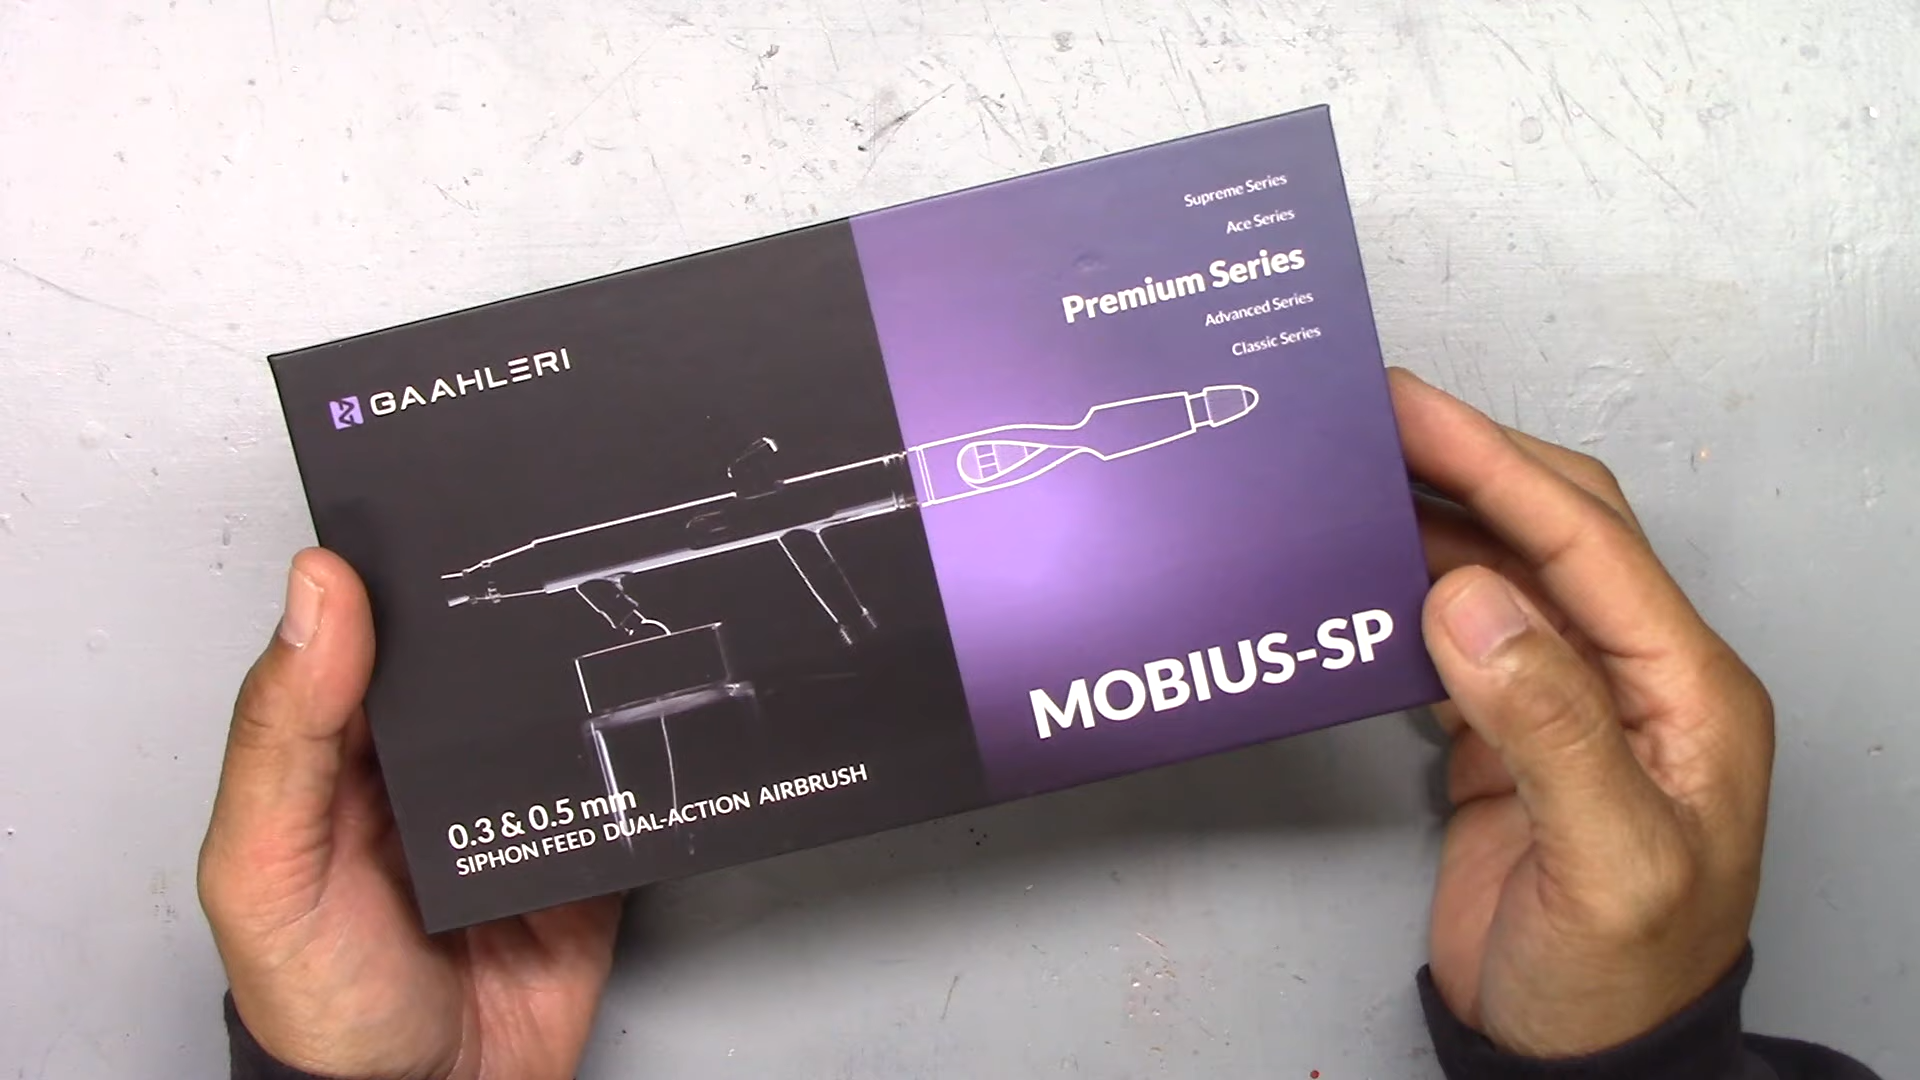 GAAHLERI
Supreme Series
Ace Series
Premium Series
Advanced Series
Classic Series
MOBIUS-SP
0.3 & 0.5 mm
SIPHON FEED DUAL-ACTION AIRBRUSH